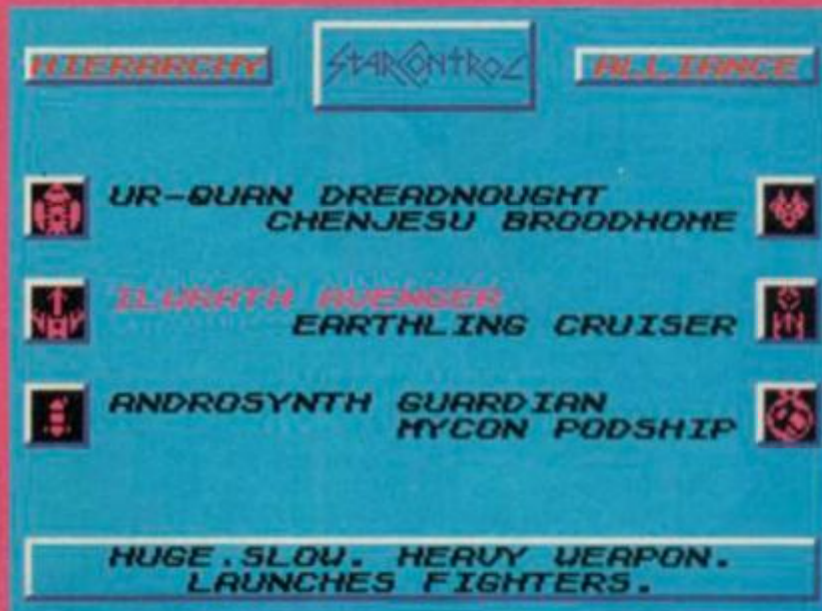 HIERARCHY
STARCONTROL
ALLIANCE
UR-QUAN DREADNOUGHT
CHENJESU BROODHOME
ILWRATH AVENGER
EARTHLING CRUISER
ANDROSYNTH GUARDIAN
MYCON PODSHIP
HUGE.SLOW. HEAVY WEAPON.
LAUNCHES FIGHTERS.